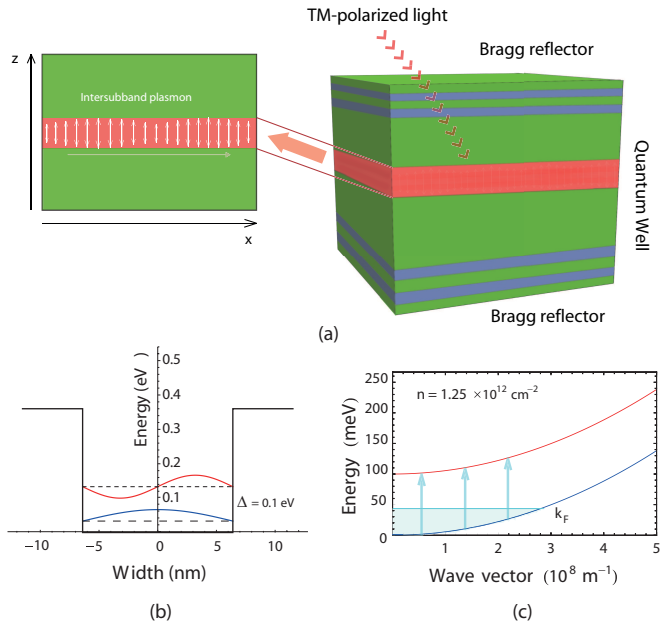 TM-polarized light
Bragg reflector
z
Intersubband plasmon
x
Quantum Well
Bragg reflector
(a)
Energy (eV)
0.5
0.4
0.3
0.2
0.1
Δ = 0.1 eV
−10
−5
0
5
10
Width (nm)
(b)
Energy (meV)
250
200
150
100
50
0
n = 1.25 ×10¹² cm⁻²
k_F
1
2
3
4
5
Wave vector (10⁸ m⁻¹)
(c)